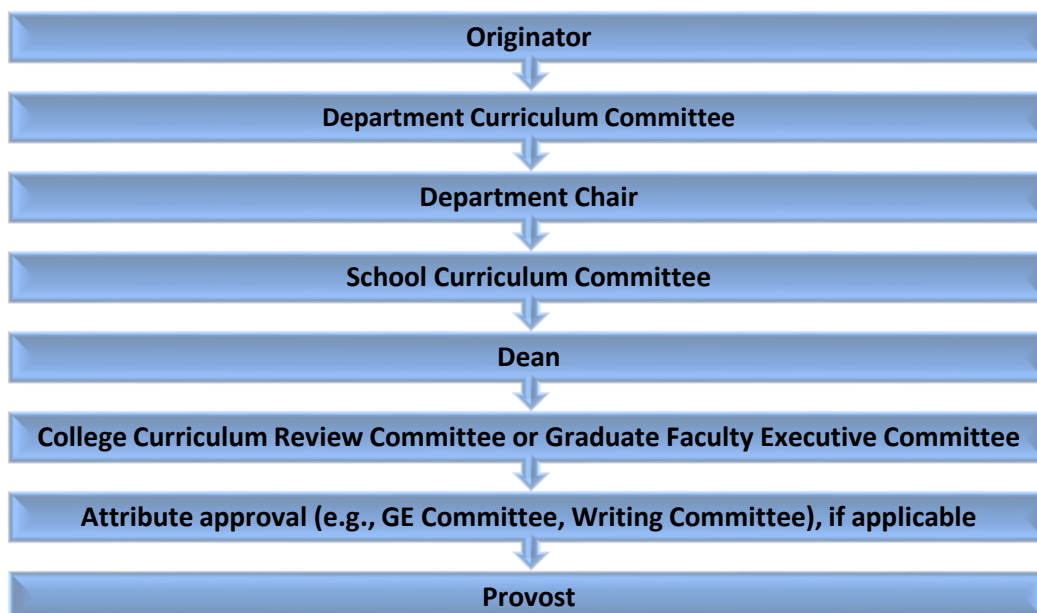 Originator
Department Curriculum Committee
Department Chair
School Curriculum Committee
Dean
College Curriculum Review Committee or Graduate Faculty Executive Committee
Attribute approval (e.g., GE Committee, Writing Committee), if applicable
Provost